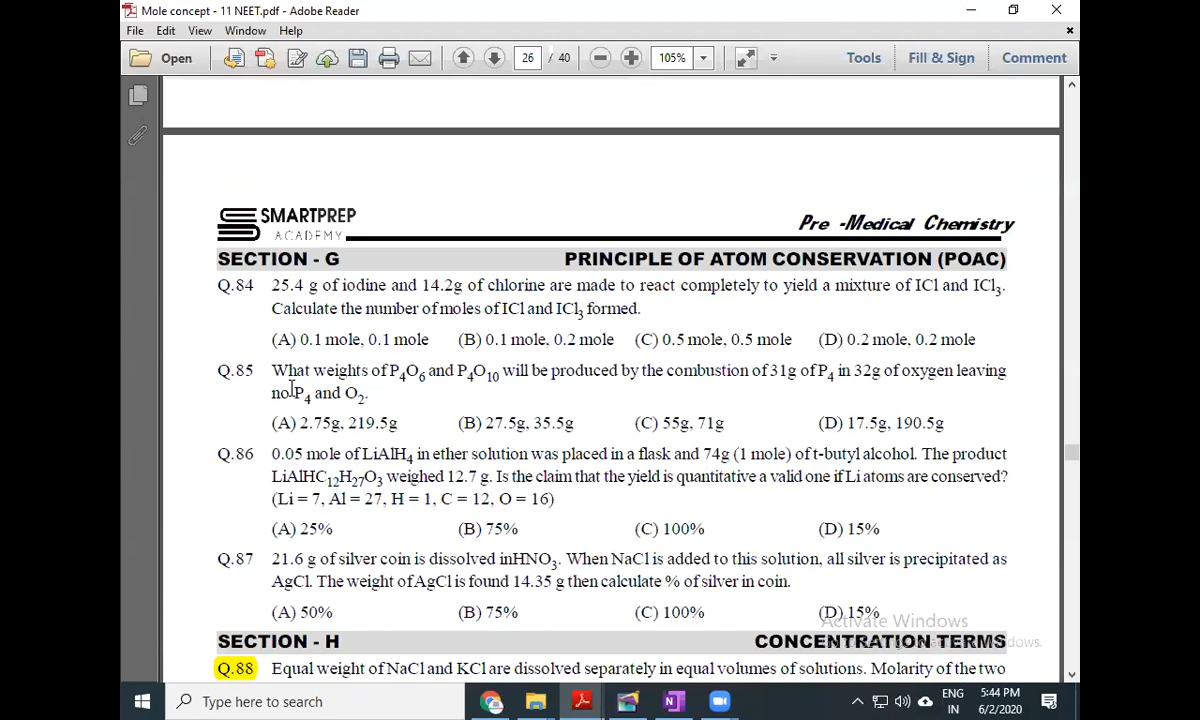 Mole concept - 11 NEET.pdf - Adobe Reader
File Edit View Window Help
Open 26 / 40 105% Tools Fill & Sign Comment
SMARTPREP
ACADEMY
Pre -Medical Chemistry
SECTION - G PRINCIPLE OF ATOM CONSERVATION (POAC)
Q.84 25.4 g of iodine and 14.2g of chlorine are made to react completely to yield a mixture of ICl and ICl3.
Calculate the number of moles of ICl and ICl3 formed.
(A) 0.1 mole, 0.1 mole (B) 0.1 mole, 0.2 mole (C) 0.5 mole, 0.5 mole (D) 0.2 mole, 0.2 mole
Q.85 What weights of P4O6 and P4O10 will be produced by the combustion of 31g of P4 in 32g of oxygen leaving
no P4 and O2.
(A) 2.75g, 219.5g (B) 27.5g, 35.5g (C) 55g, 71g (D) 17.5g, 190.5g
Q.86 0.05 mole of LiAlH4 in ether solution was placed in a flask and 74g (1 mole) of t-butyl alcohol. The product
LiAlHC12H27O3 weighed 12.7 g. Is the claim that the yield is quantitative a valid one if Li atoms are conserved?
(Li = 7, Al = 27, H = 1, C = 12, O = 16)
(A) 25% (B) 75% (C) 100% (D) 15%
Q.87 21.6 g of silver coin is dissolved inHNO3. When NaCl is added to this solution, all silver is precipitated as
AgCl. The weight of AgCl is found 14.35 g then calculate % of silver in coin.
(A) 50% (B) 75% (C) 100% (D) 15%
Activate Windows
SECTION - H CONCENTRATION TERMS
Q.88 Equal weight of NaCl and KCl are dissolved separately in equal volumes of solutions. Molarity of the two
Type here to search
ENG
IN
5:44 PM
6/2/2020